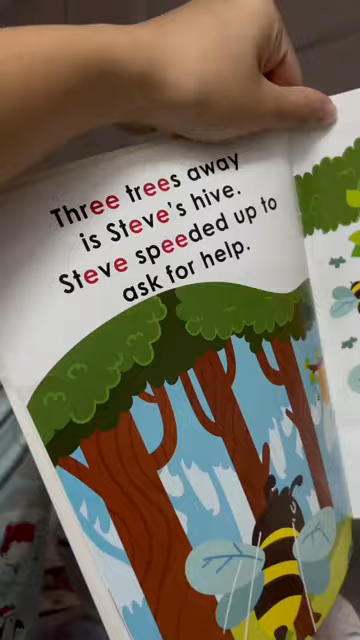 Three trees away
is Steve's hive.
Steve speeded up to
ask for help.